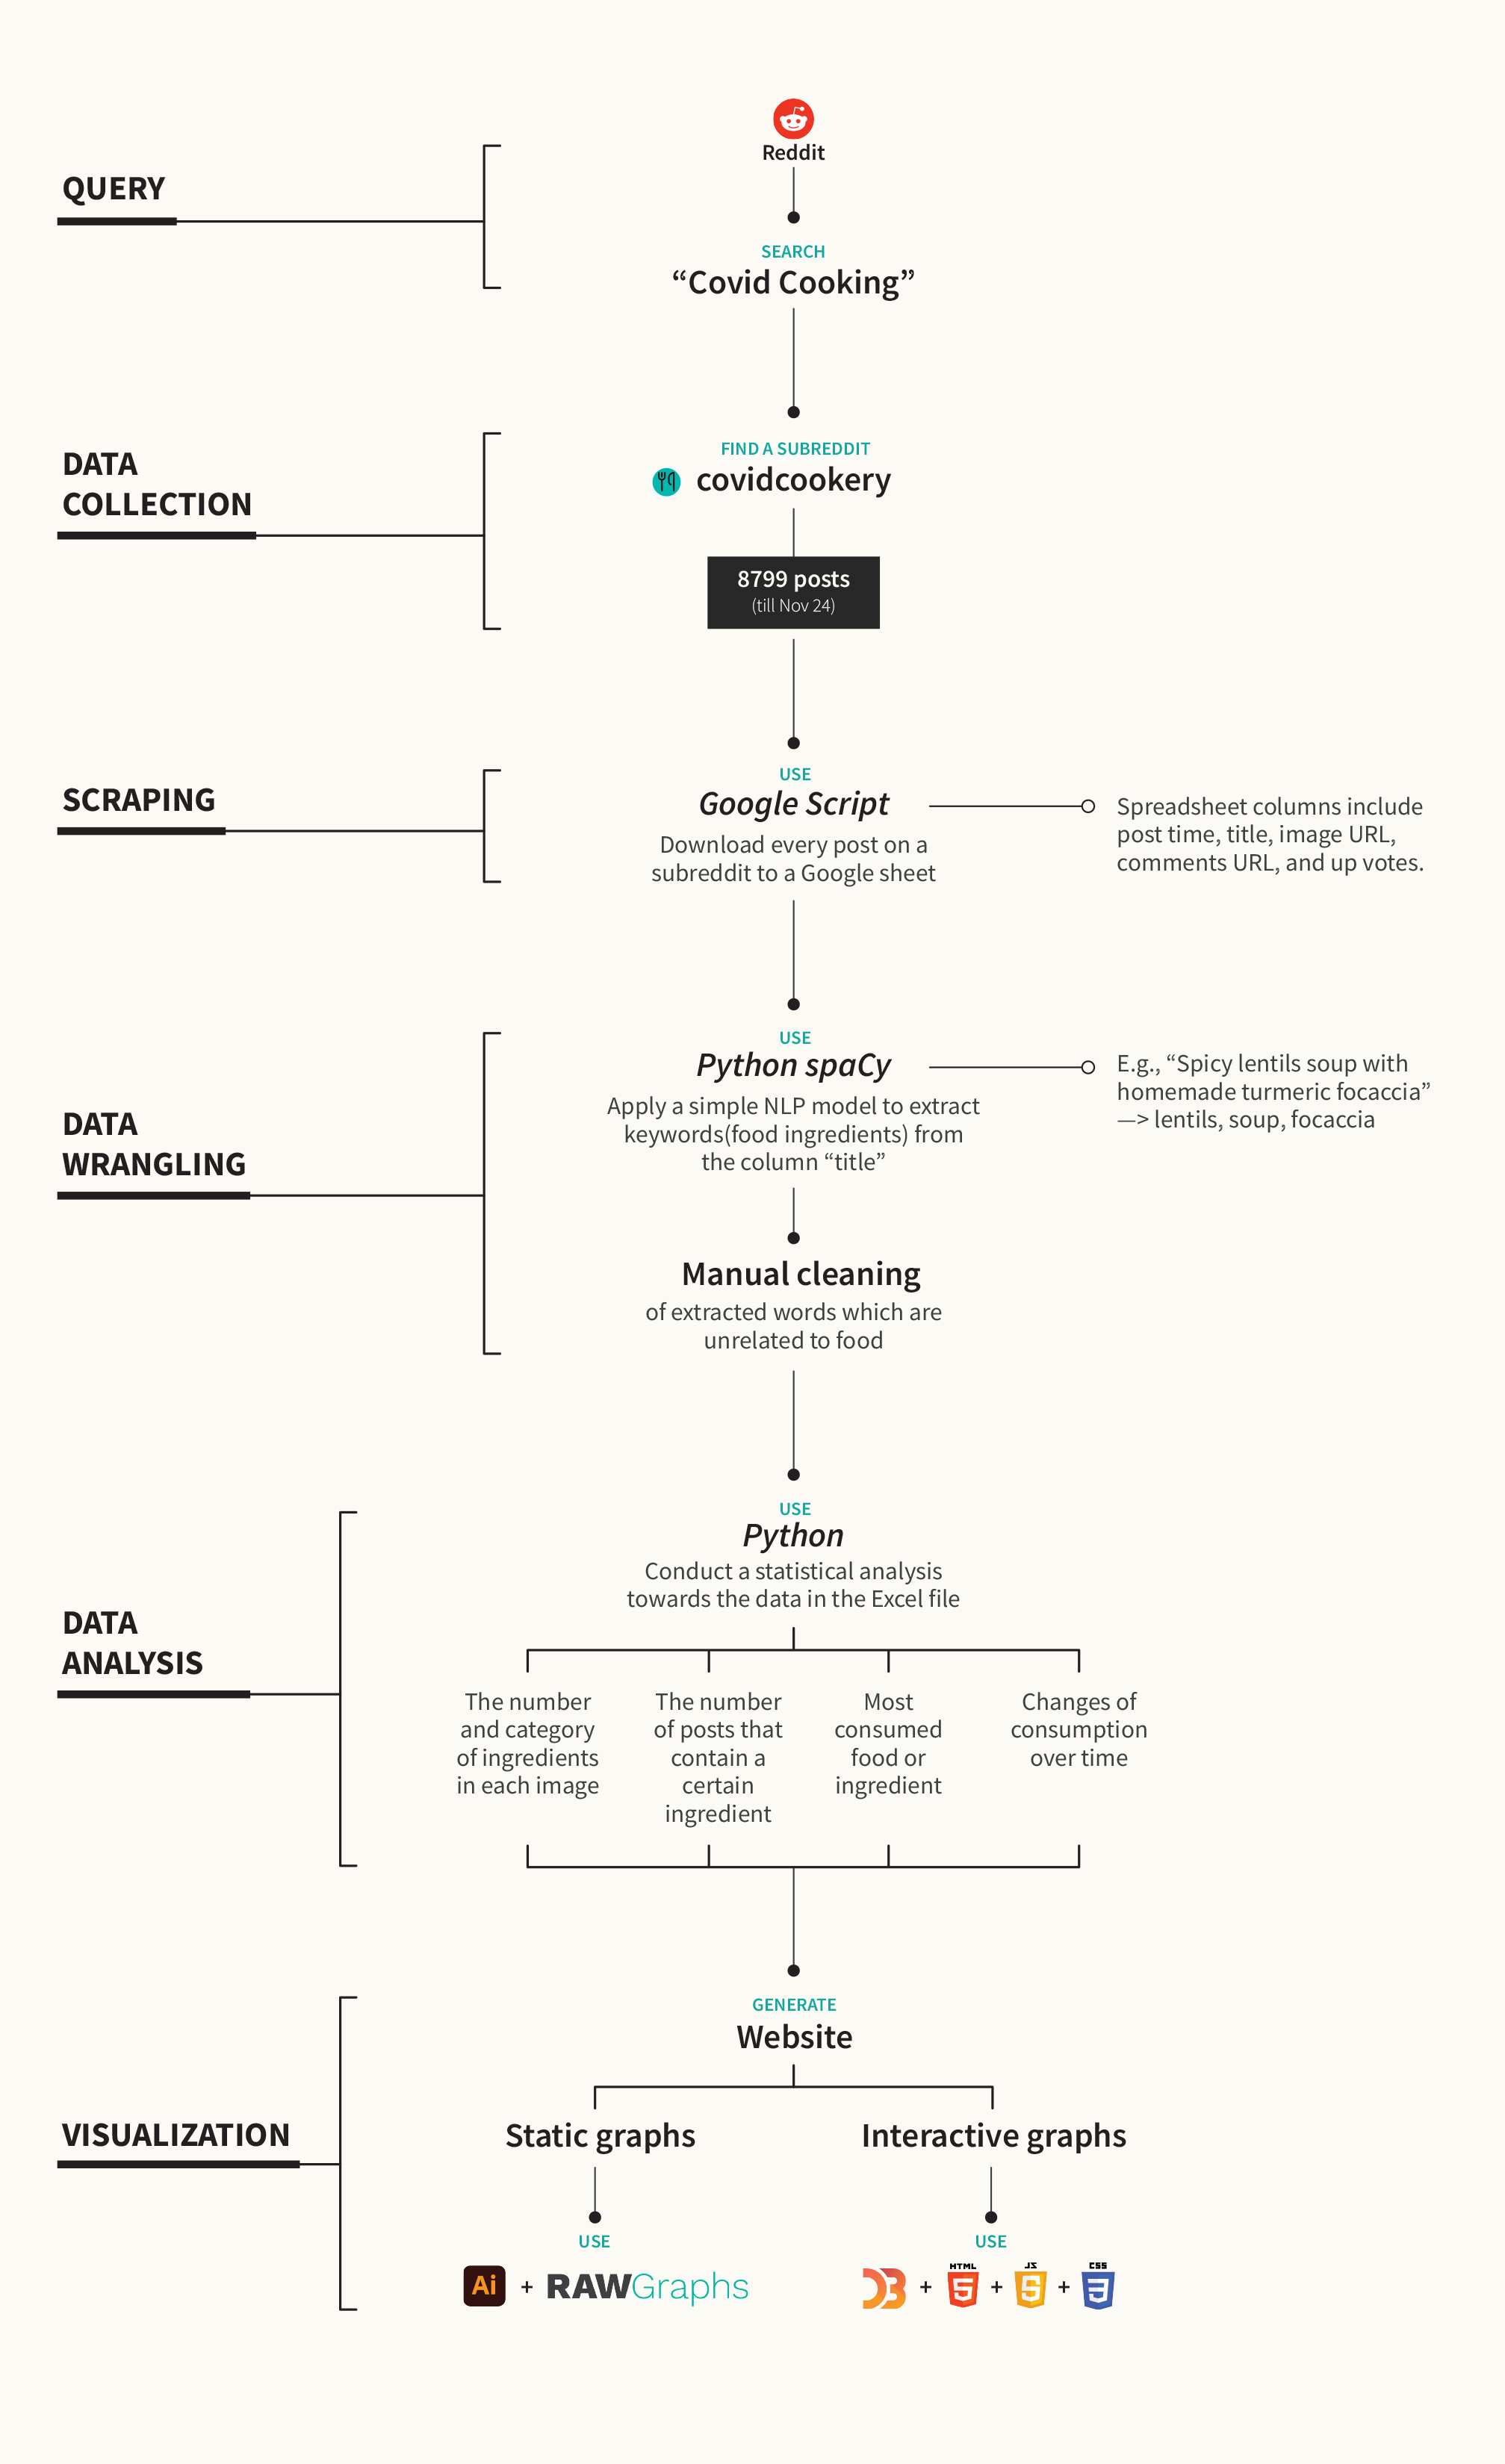 Reddit
QUERY
SEARCH
“Covid Cooking”
FIND A SUBREDDIT
covidcookery
DATA
COLLECTION
8799 posts
(till Nov 24)
SCRAPING
USE
Google Script
Download every post on a
subreddit to a Google sheet
Spreadsheet columns include
post time, title, image URL,
comments URL, and up votes.
DATA
WRANGLING
USE
Python spaCy
Apply a simple NLP model to extract
keywords(food ingredients) from
the column “title”
E.g., “Spicy lentils soup with
homemade turmeric focaccia”
—> lentils, soup, focaccia
Manual cleaning
of extracted words which are
unrelated to food
DATA
ANALYSIS
USE
Python
Conduct a statistical analysis
towards the data in the Excel file
The number
and category
of ingredients
in each image
The number
of posts that
contain a
certain
ingredient
Most
consumed
food or
ingredient
Changes of
consumption
over time
VISUALIZATION
GENERATE
Website
Static graphs
USE
Ai + RAWGraphs
Interactive graphs
USE
D3 + HTML 5 + JS 5 + CSS 3